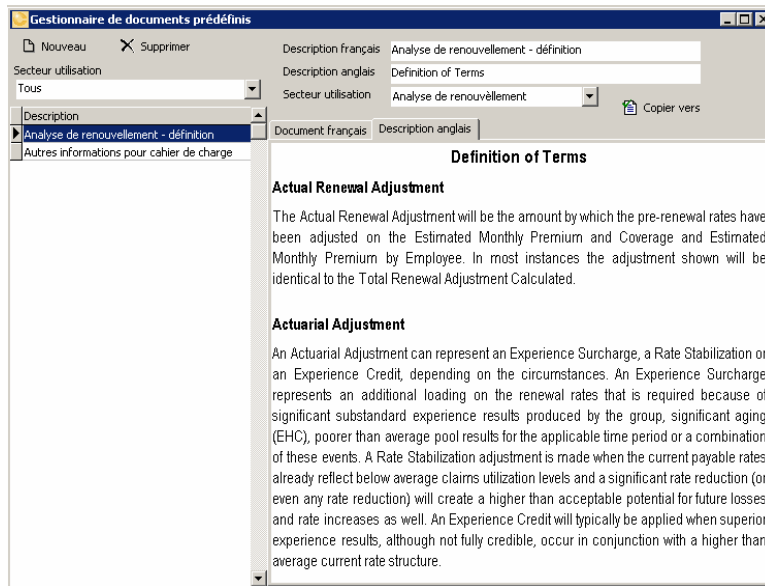 Gestionnaire de documents prédéfinis
Nouveau Supprimer
Secteur utilisation
Tous
Description
Analyse de renouvellement - définition
Autres informations pour cahier de charge
Description français Analyse de renouvellement - définition
Description anglais Definition of Terms
Secteur utilisation Analyse de renouvèllement
Copier vers
Document français Description anglais
Definition of Terms
Actual Renewal Adjustment
The Actual Renewal Adjustment will be the amount by which the pre-renewal rates have
been adjusted on the Estimated Monthly Premium and Coverage and Estimated
Monthly Premium by Employee. In most instances the adjustment shown will be
identical to the Total Renewal Adjustment Calculated.
Actuarial Adjustment
An Actuarial Adjustment can represent an Experience Surcharge, a Rate Stabilization or
an Experience Credit, depending on the circumstances. An Experience Surcharge
represents an additional loading on the renewal rates that is required because of
significant substandard experience results produced by the group, significant aging
(EHC), poorer than average pool results for the applicable time period or a combination
of these events. A Rate Stabilization adjustment is made when the current payable rates
already reflect below average claims utilization levels and a significant rate reduction (or
even any rate reduction) will create a higher than acceptable potential for future losses
and rate increases as well. An Experience Credit will typically be applied when superior
experience results, although not fully credible, occur in conjunction with a higher than
average current rate structure.